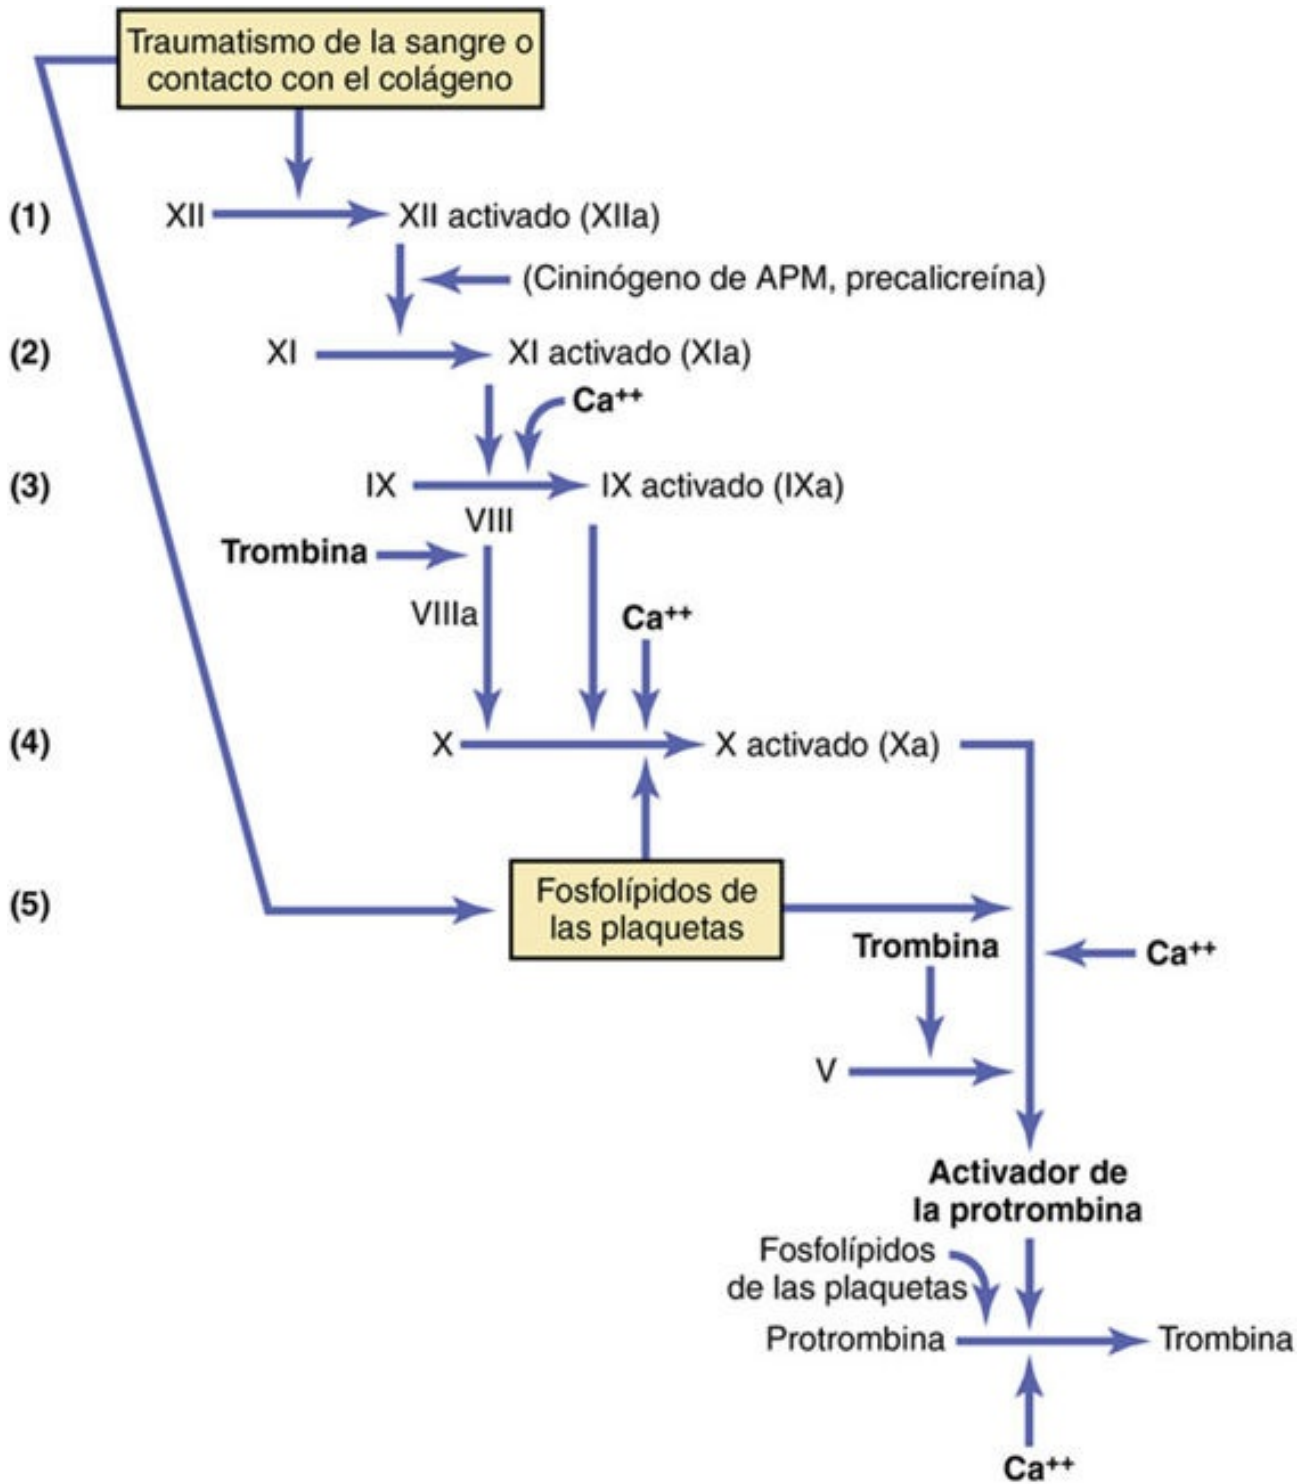 Traumatismo de la sangre o
contacto con el colágeno
(1)
XII
XII activado (XIIa)
(Cininógeno de APM, precalicreína)
(2)
XI
XI activado (XIa)
Ca++
(3)
IX
IX activado (IXa)
VIII
Trombina
VIIIa
Ca++
(4)
X
X activado (Xa)
(5)
Fosfolípidos de
las plaquetas
Trombina
Ca++
V
Activador de
la protrombina
Fosfolípidos
de las plaquetas
Protrombina
Trombina
Ca++